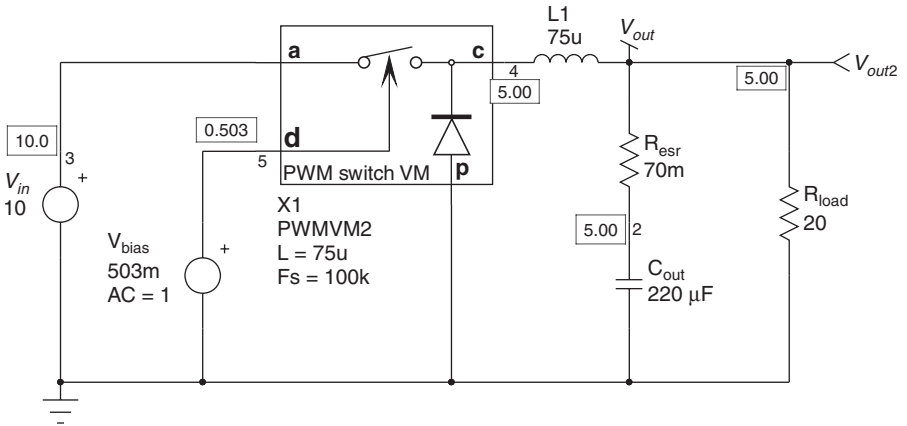 L1
75u
Vout
a
c
4
5.00
5.00
Vout2
10.0
3
+
Vin
10
0.503
d
5
PWM switch VM
p
Resr
70m
Rload
20
X1
PWMVM2
L = 75u
Fs = 100k
Vbias
503m
AC = 1
+
5.00
2
Cout
220 µF